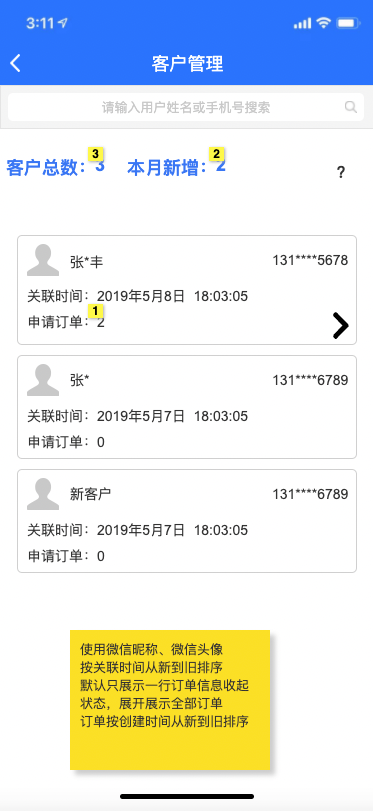 3:11
客户管理
请输入用户姓名或手机号搜索
客户总数：3 3 本月新增：2 2
?
张*丰 131****5678
关联时间：2019年5月8日 18:03:05
申请订单：2 1
张* 131****6789
关联时间：2019年5月7日 18:03:05
申请订单：0
新客户 131****6789
关联时间：2019年5月7日 18:03:05
申请订单：0
使用微信昵称、微信头像
按关联时间从新到旧排序
默认只展示一行订单信息收起
状态，展开展示全部订单
订单按创建时间从新到旧排序